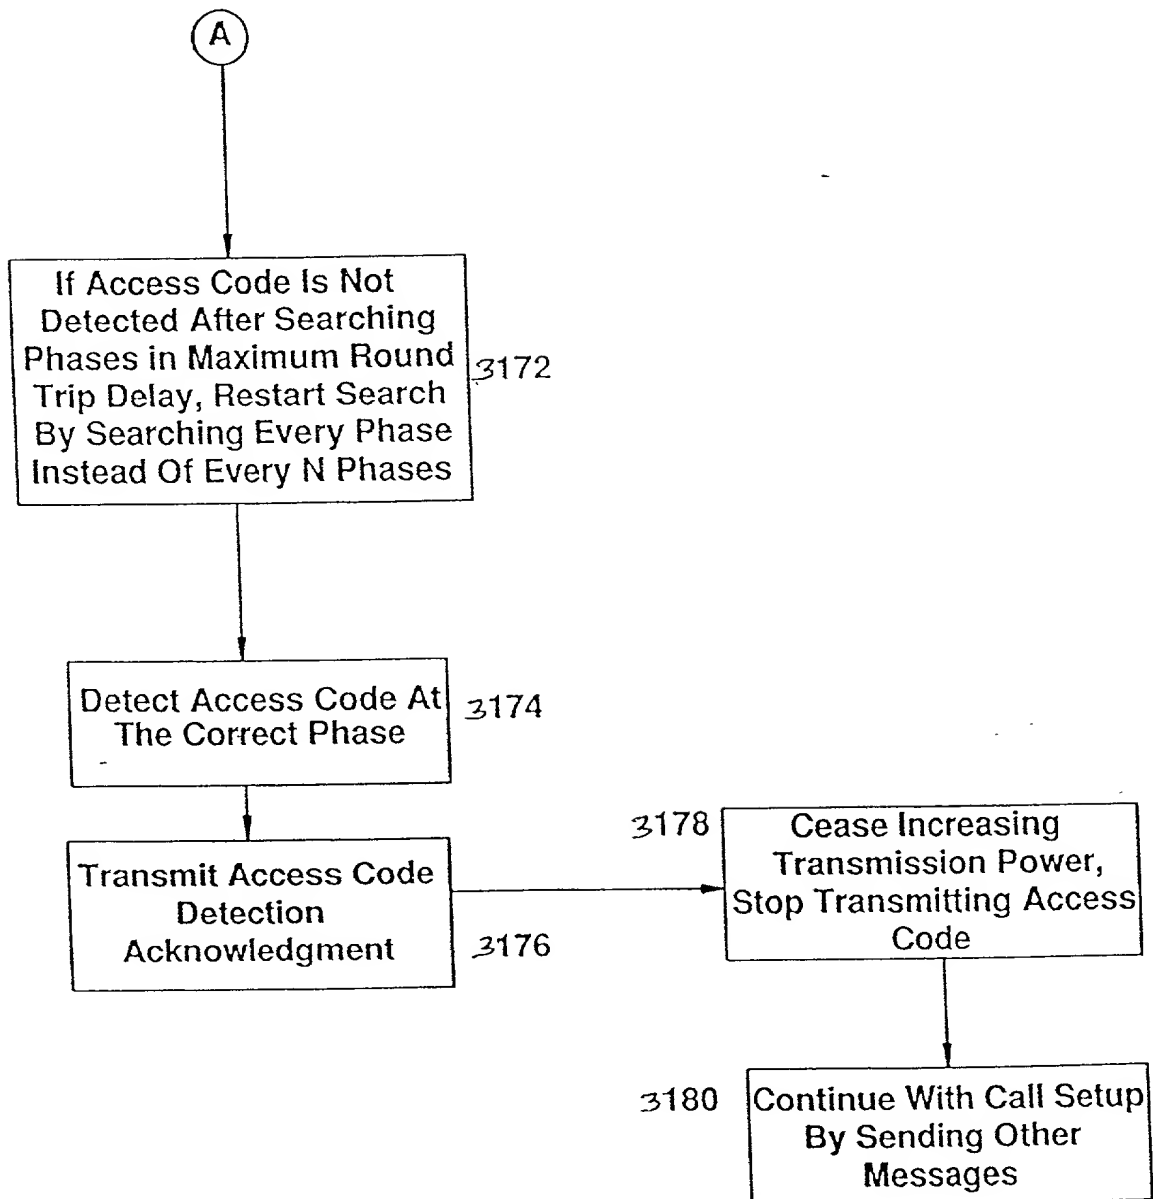 A
If Access Code Is Not
Detected After Searching
Phases in Maximum Round
Trip Delay, Restart Search
By Searching Every Phase
Instead Of Every N Phases
3172
Detect Access Code At
The Correct Phase
3174
Transmit Access Code
Detection
Acknowledgment
3176
3178
Cease Increasing
Transmission Power,
Stop Transmitting Access
Code
3180
Continue With Call Setup
By Sending Other
Messages